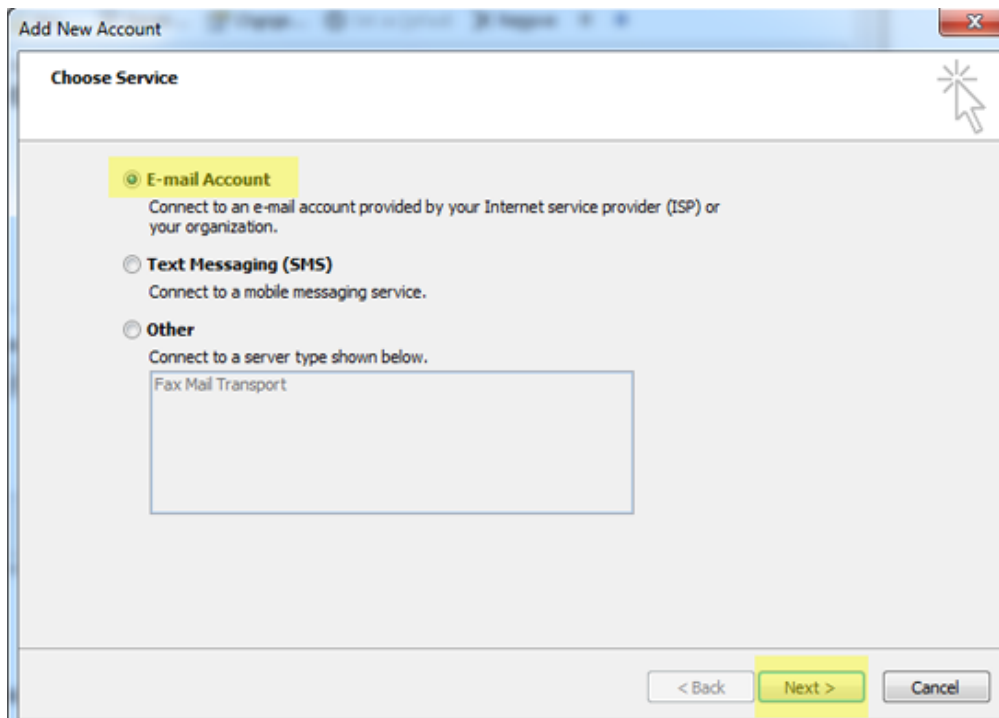 Add New Account
Choose Service
E-mail Account
Connect to an e-mail account provided by your Internet service provider (ISP) or
your organization.
Text Messaging (SMS)
Connect to a mobile messaging service.
Other
Connect to a server type shown below.
Fax Mail Transport
< Back
Next >
Cancel